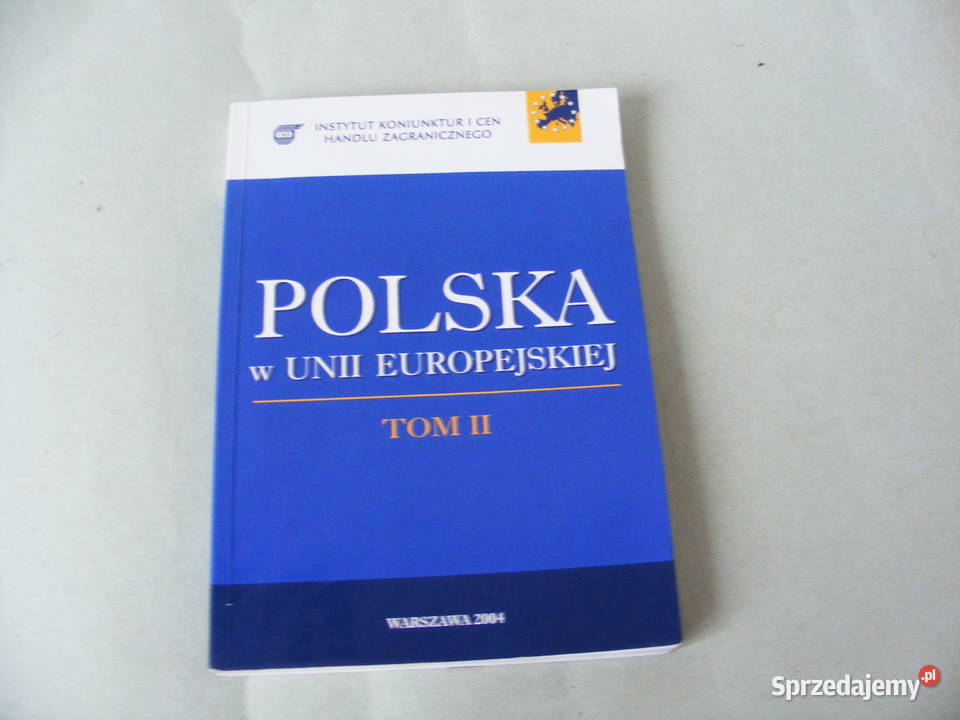 INSTYTUT KONIUNKTUR I CEN
HANDLU ZAGRANICZNEGO
POLSKA
w UNII EUROPEJSKIEJ
TOM II
WARSZAWA 2004
Sprzedajemy.pl